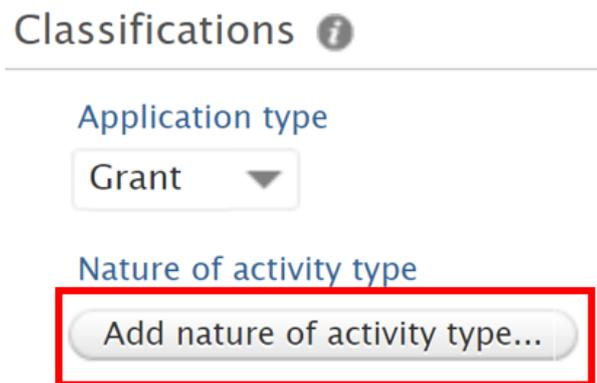 Classifications
Application type
Grant
Nature of activity type
Add nature of activity type...